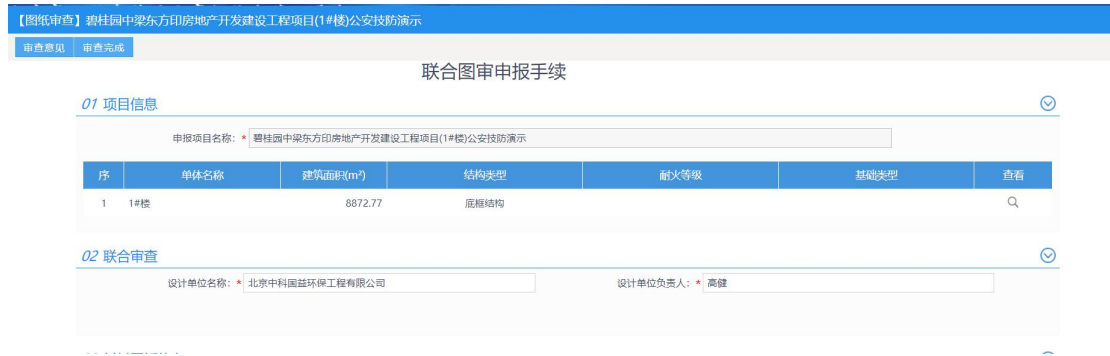 【图纸审查】碧桂园中梁东方印房地产开发建设工程项目(1#楼)公安技防演示
审查意见 审查完成
联合图审申报手续
01 项目信息
申报项目名称：* 碧桂园中梁东方印房地产开发建设工程项目(1#楼)公安技防演示
序 单体名称 建筑面积(m²) 结构类型 耐火等级 基础类型 查看
1 1#楼 8872.77 底框结构
02 联合审查
设计单位名称：* 北京中科国益环保工程有限公司 设计单位负责人：* 高健